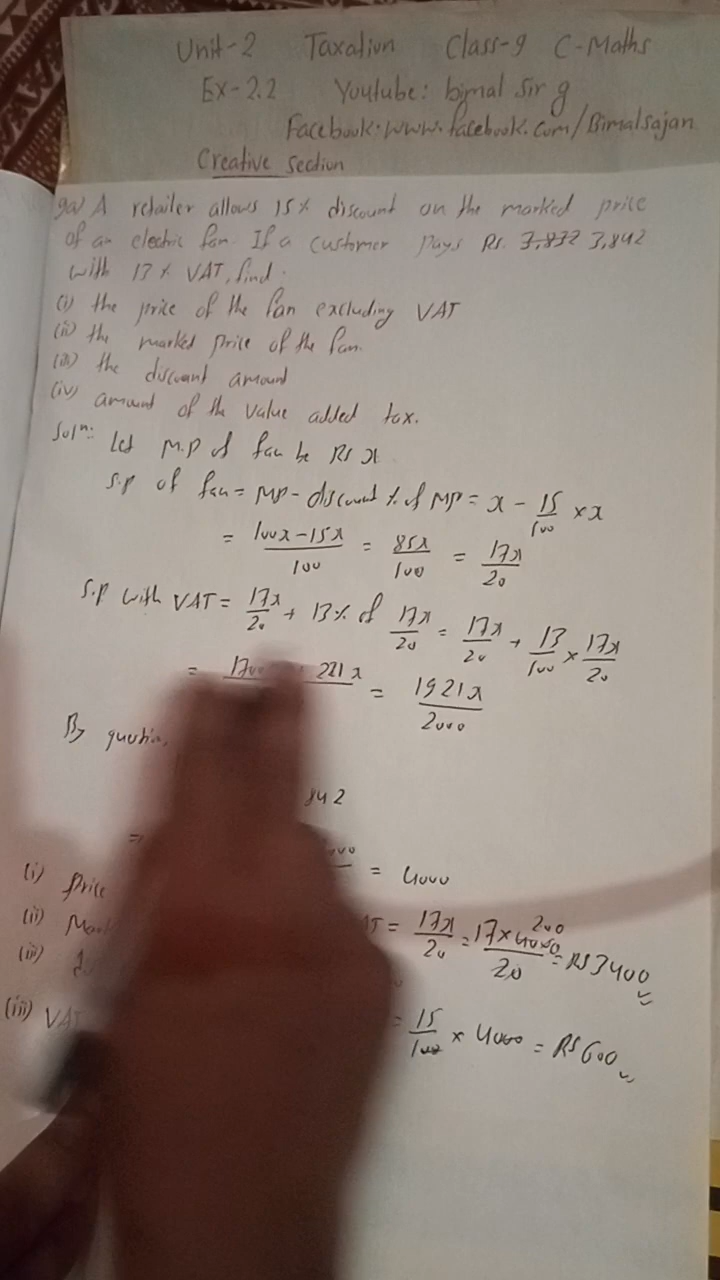 Unit-2 Taxation Class-9 C-Maths
Ex-2.2 Youtube: bimal sir g
Facebook: www.facebook.com/Bimalsajan
Creative section
9a) A retailer allows 15% discount on the marked price
of an electric fan. If a customer pays Rs. 3,842
with 13% VAT, find.
(i) the price of the fan excluding VAT
(ii) the marked price of the fan.
(iii) the discount amount
(iv) amount of the value added tax.
Solⁿ: Let M.P of fan be Rs x
S.p of fan = MP - discount % of MP = x - 15/100 × x
= 100x-15x/100 = 85x/100 = 17x/20
S.P with VAT = 17x/20 + 13% of 17x/20 = 17x/20 + 13/100 × 17x/20
= 221x = 1921x/2000
By question,
842
= 4000
(i) Price = 17x/20 = 17×4000/20 200 = Rs 3400
(ii)
(iii) = 15/100 × 4000 = Rs 600
(iii) VAT